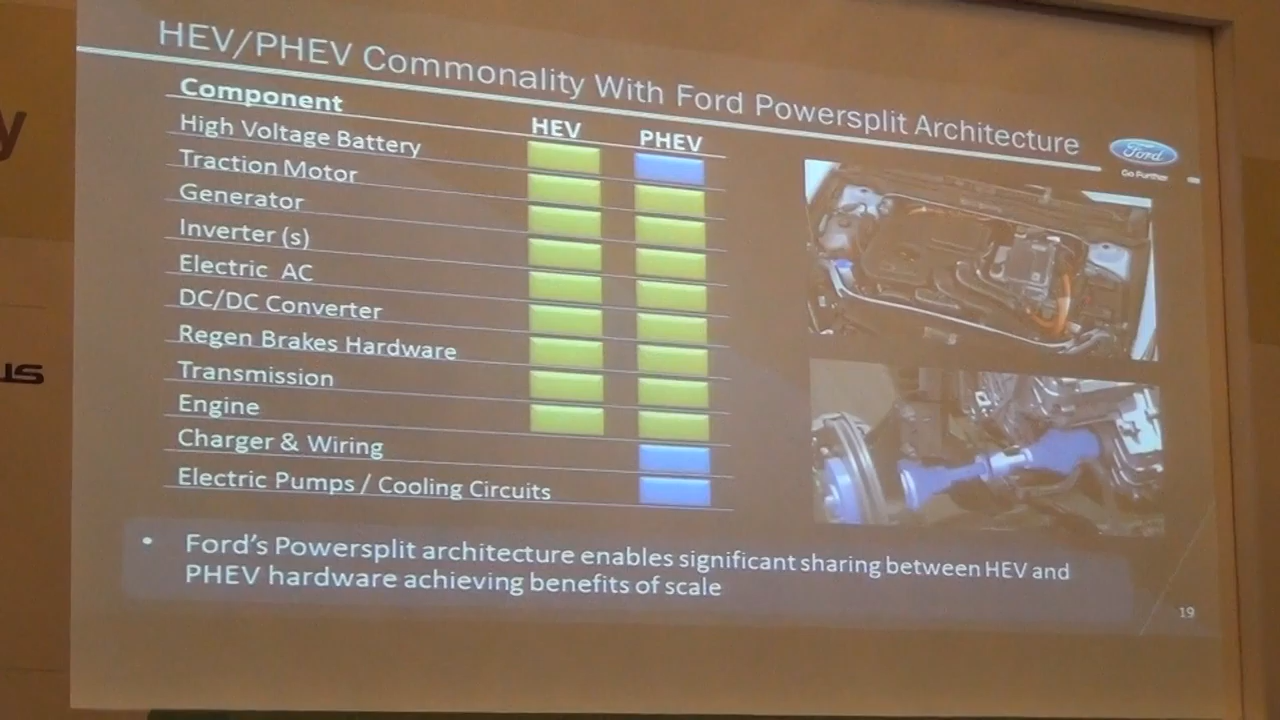 HEV/PHEV Commonality With Ford Powersplit Architecture
Component HEV PHEV
High Voltage Battery
Traction Motor
Generator
Inverter (s)
Electric AC
DC/DC Converter
Regen Brakes Hardware
Transmission
Engine
Charger & Wiring
Electric Pumps / Cooling Circuits
Ford
Go Further
• Ford's Powersplit architecture enables significant sharing between HEV and
PHEV hardware achieving benefits of scale
19
y
us